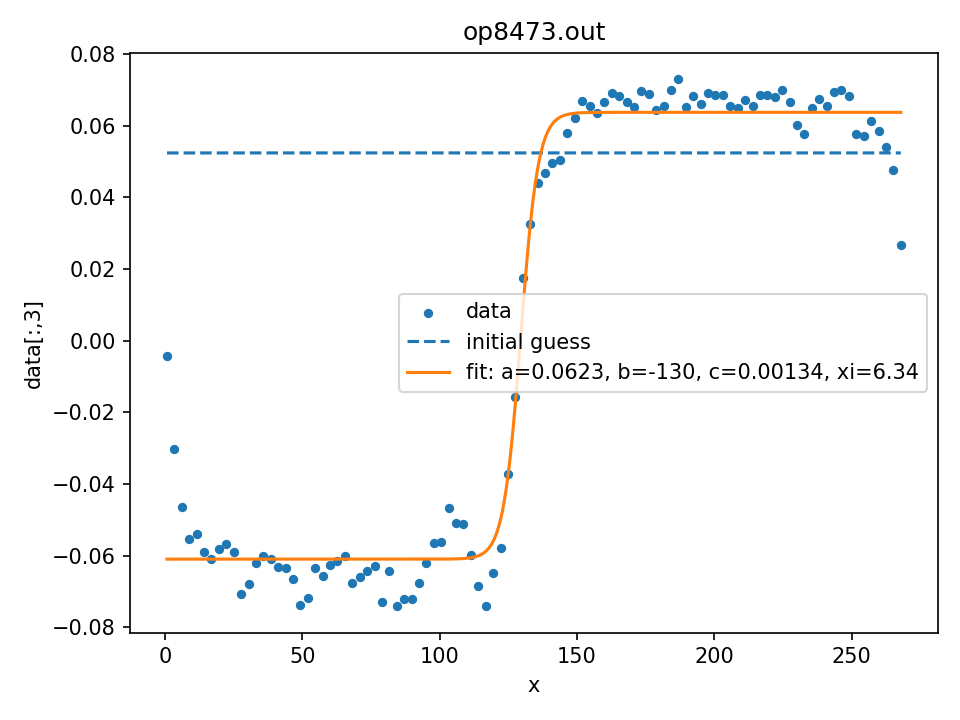 op8473.out
0.08
0.06
0.04
0.02
0.00
−0.02
−0.04
−0.06
−0.08
data[:,3]
data
initial guess
fit: a=0.0623, b=-130, c=0.00134, xi=6.34
0 50 100 150 200 250
x